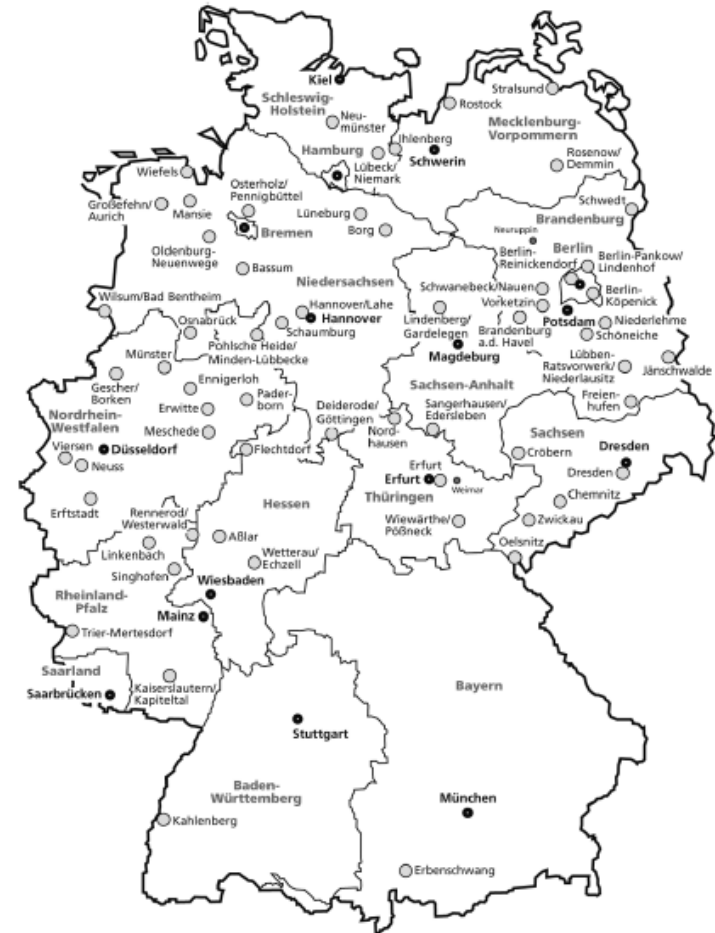 Kiel
Schleswig-
Holstein
Neu-
münster
Stralsund
Rostock
Mecklenburg-
Vorpommern
Ihlenberg
Hamburg
Schwerin
Rosenow/
Demmin
Lübeck/
Niemark
Wiefels
Osterholz/
Pennigbüttel
Großefehn/
Aurich
Mansie
Lüneburg
Schwedt
Brandenburg
Bremen
Borg
Neuruppin
Berlin
Oldenburg-
Neuenwege
Berlin-
Reinickendorf
Berlin-Pankow/
Lindenhof
Bassum
Niedersachsen
Schwanebeck/Nauen
Berlin-
Köpenick
Wilsum/Bad Bentheim
Hannover/Lahe
Vorketzin
Potsdam
Osnabrück
Hannover
Schaumburg
Lindenberg/
Gardelegen
Brandenburg
a.d. Havel
Niederlehme
Schöneiche
Pohlsche Heide/
Minden-Lübbecke
Magdeburg
Münster
Lübben-
Ratsvorwerk/
Niederlausitz
Jänschwalde
Gescher/
Borken
Ennigerloh
Sachsen-Anhalt
Pader-
born
Freien-
hufen
Nordrhein-
Westfalen
Erwitte
Deiderode/
Göttingen
Sangerhausen/
Edersleben
Meschede
Nord-
hausen
Sachsen
Viersen
Düsseldorf
Flechtdorf
Cröbern
Dresden
Neuss
Erfurt
Erfurt
Weimar
Dresden
Thüringen
Erftstadt
Hessen
Chemnitz
Rennerod/
Westerwald
Wiewärthe/
Pößneck
Zwickau
Aßlar
Linkenbach
Oelsnitz
Wetterau/
Echzell
Singhofen
Wiesbaden
Rheinland-
Pfalz
Mainz
Trier-Mertesdorf
Saarland
Saarbrücken
Kaiserslautern/
Kapiteltal
Bayern
Stuttgart
Baden-
Württemberg
München
Kahlenberg
Erbenschwang